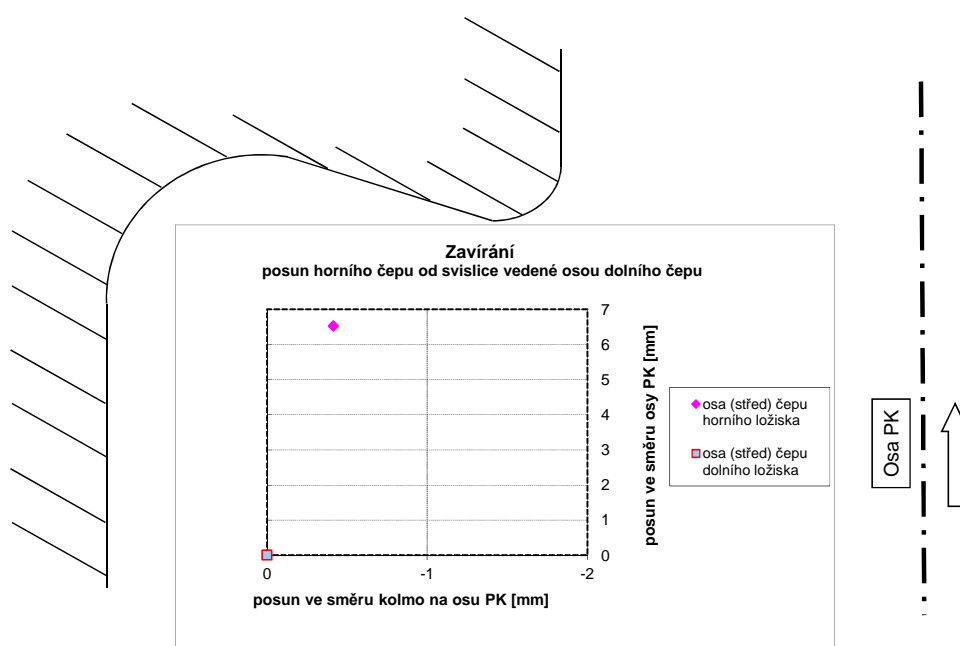 Zavírání
posun horního čepu od svislice vedené osou dolního čepu
7
6
5
4
3
2
1
0
posun ve směru osy PK [mm]
0
-1
-2
posun ve směru kolmo na osu PK [mm]
osa (střed) čepu
horního ložiska
osa (střed) čepu
dolního ložiska
Osa PK